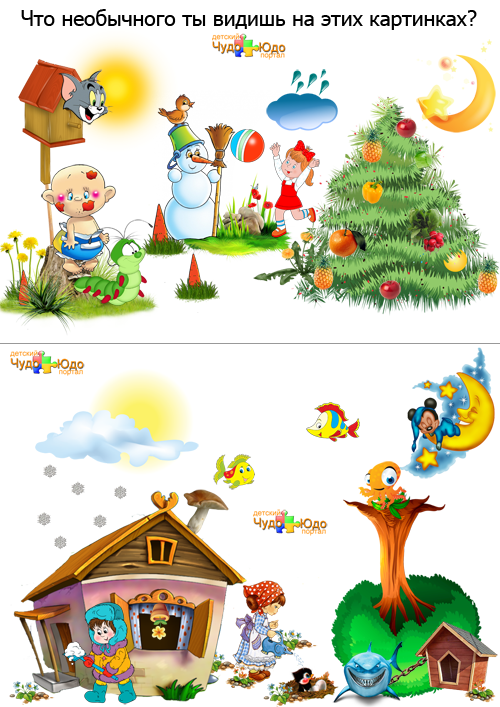 Что необычного ты видишь на этих картинках?
детский
Чудо Юдо
портал
детский
Чудо Юдо
портал
детский
Чудо Юдо
портал